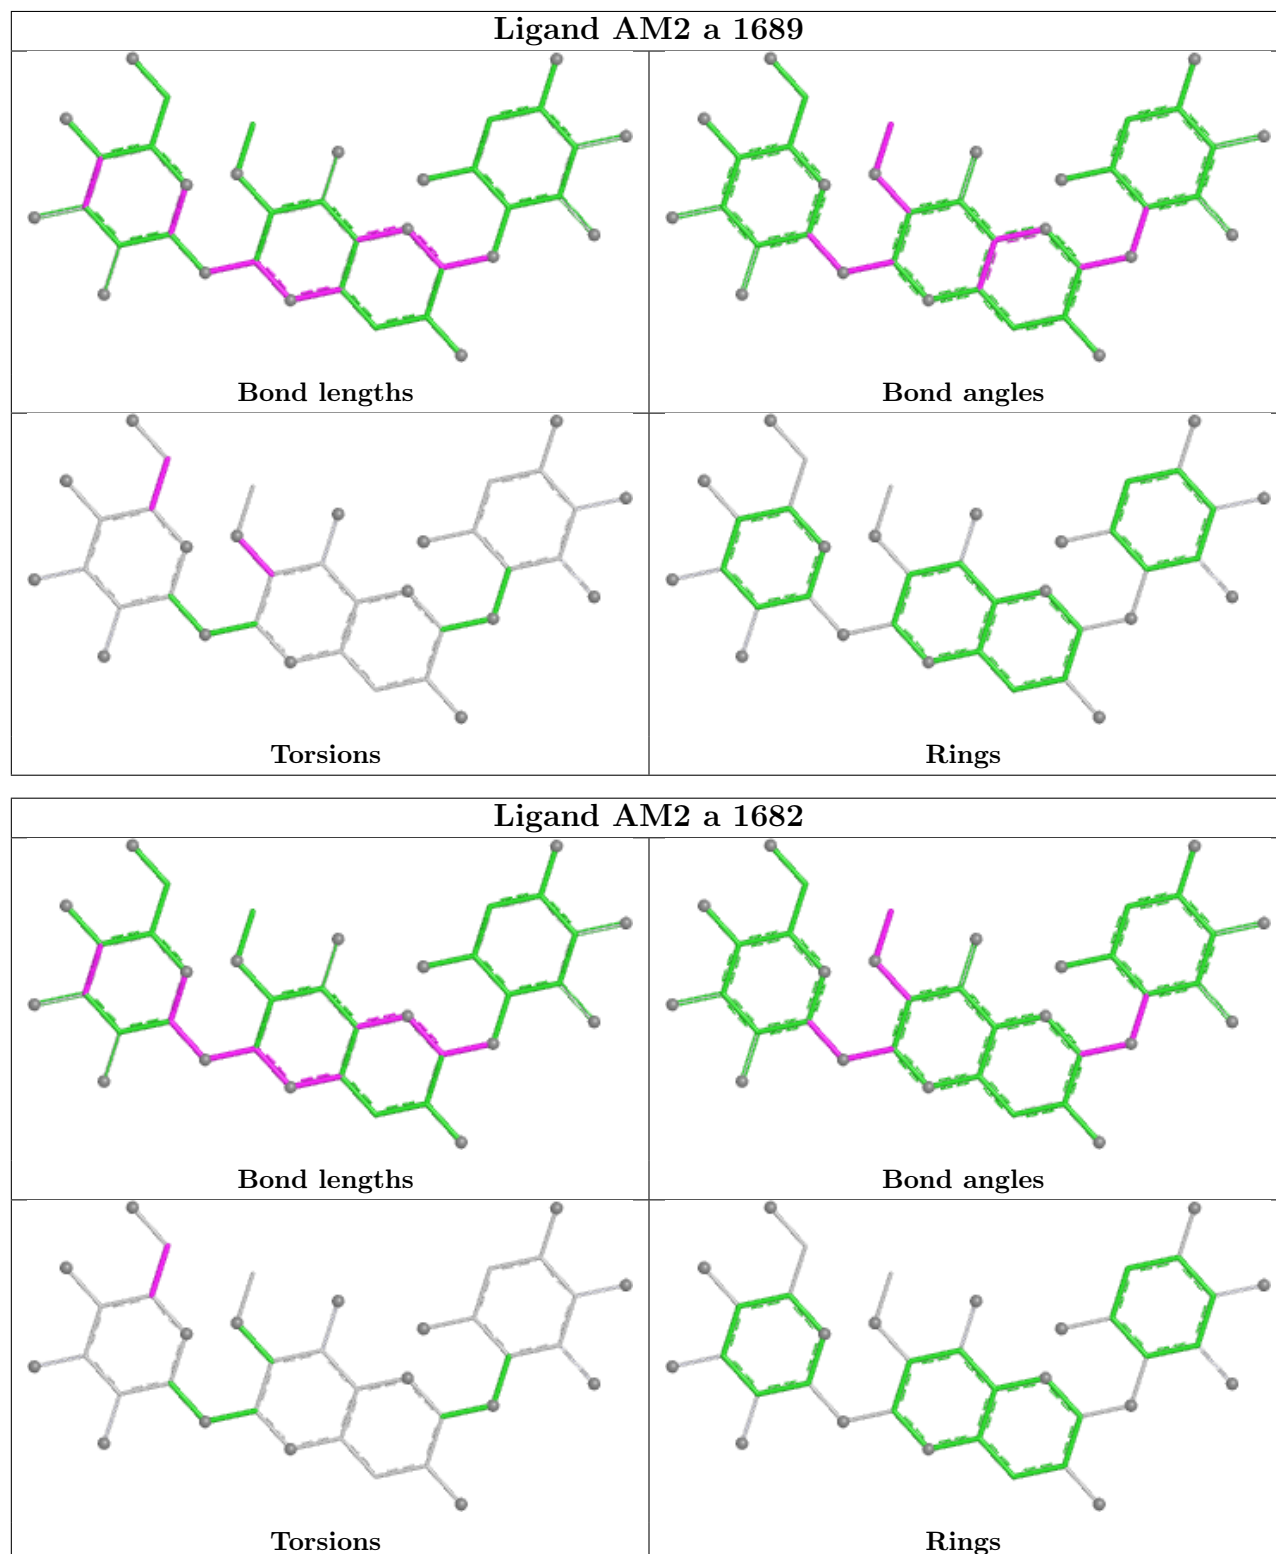 Ligand AM2 a 1689
Bond lengths
Bond angles
Torsions
Rings
Ligand AM2 a 1682
Bond lengths
Bond angles
Torsions
Rings